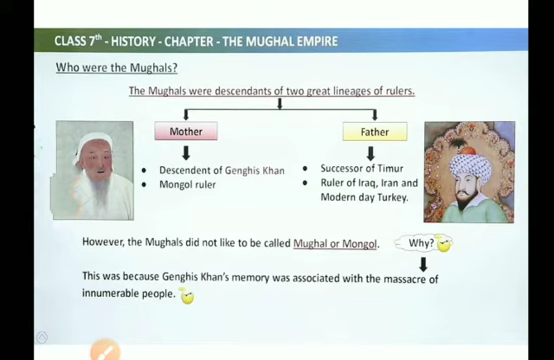 CLASS 7th - HISTORY - CHAPTER - THE MUGHAL EMPIRE
Who were the Mughals?
The Mughals were descendants of two great lineages of rulers.
Mother
Father
• Descendent of Genghis Khan
• Mongol ruler
• Successor of Timur
• Ruler of Iraq, Iran and
Modern day Turkey.
However, the Mughals did not like to be called Mughal or Mongol.
Why?
This was because Genghis Khan's memory was associated with the massacre of
innumerable people.